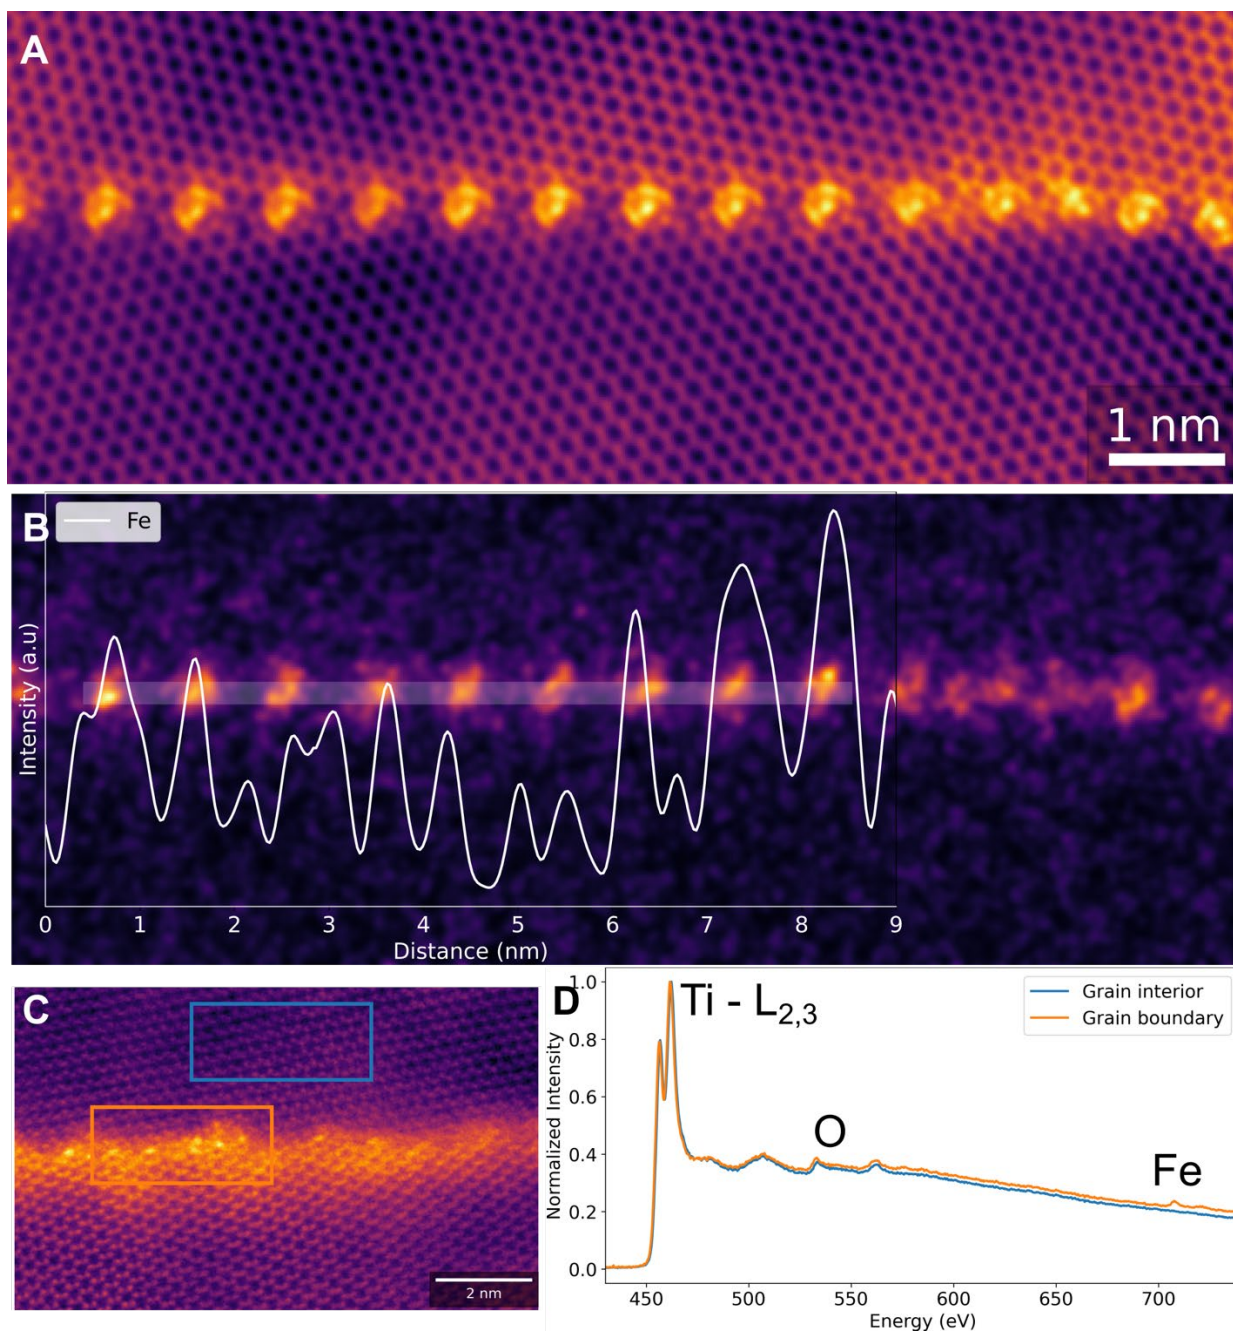 A
1 nm
B
Fe
Intensity (a.u)
0 1 2 3 4 5 6 7 8 9
Distance (nm)
C
2 nm
D
Ti - L2,3
O
Fe
Grain interior
Grain boundary
Normalized Intensity
1.0
0.8
0.6
0.4
0.2
0.0
450 500 550 600 650 700
Energy (eV)